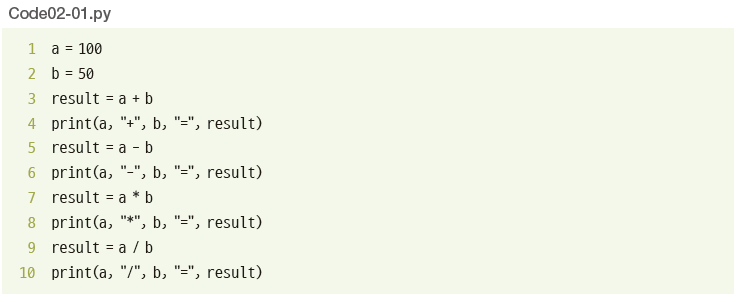 Code02-01.py
1 a = 100
2 b = 50
3 result = a + b
4 print(a, "+", b, "=", result)
5 result = a - b
6 print(a, "-", b, "=", result)
7 result = a * b
8 print(a, "*", b, "=", result)
9 result = a / b
10 print(a, "/", b, "=", result)